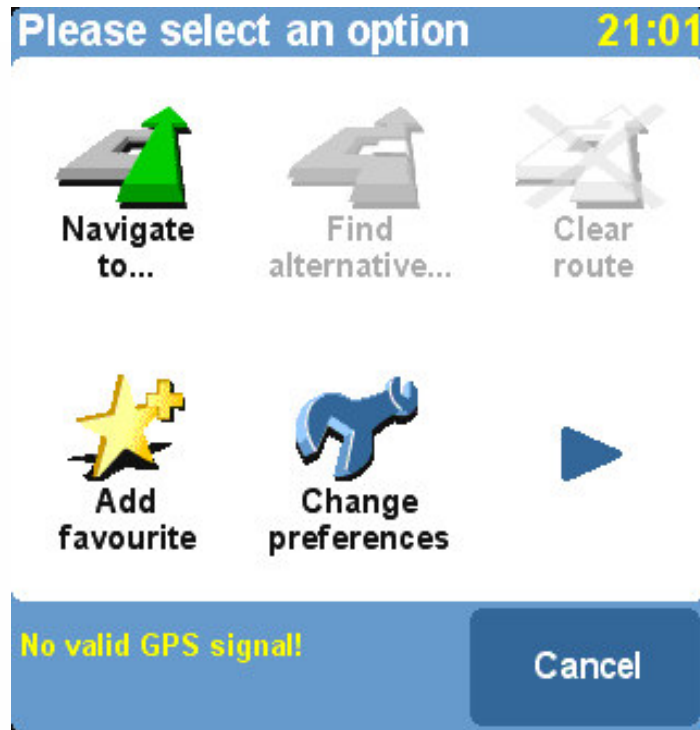 Please select an option 21:01
Navigate
to...
Find
alternative...
Clear
route
Add
favourite
Change
preferences
No valid GPS signal!
Cancel